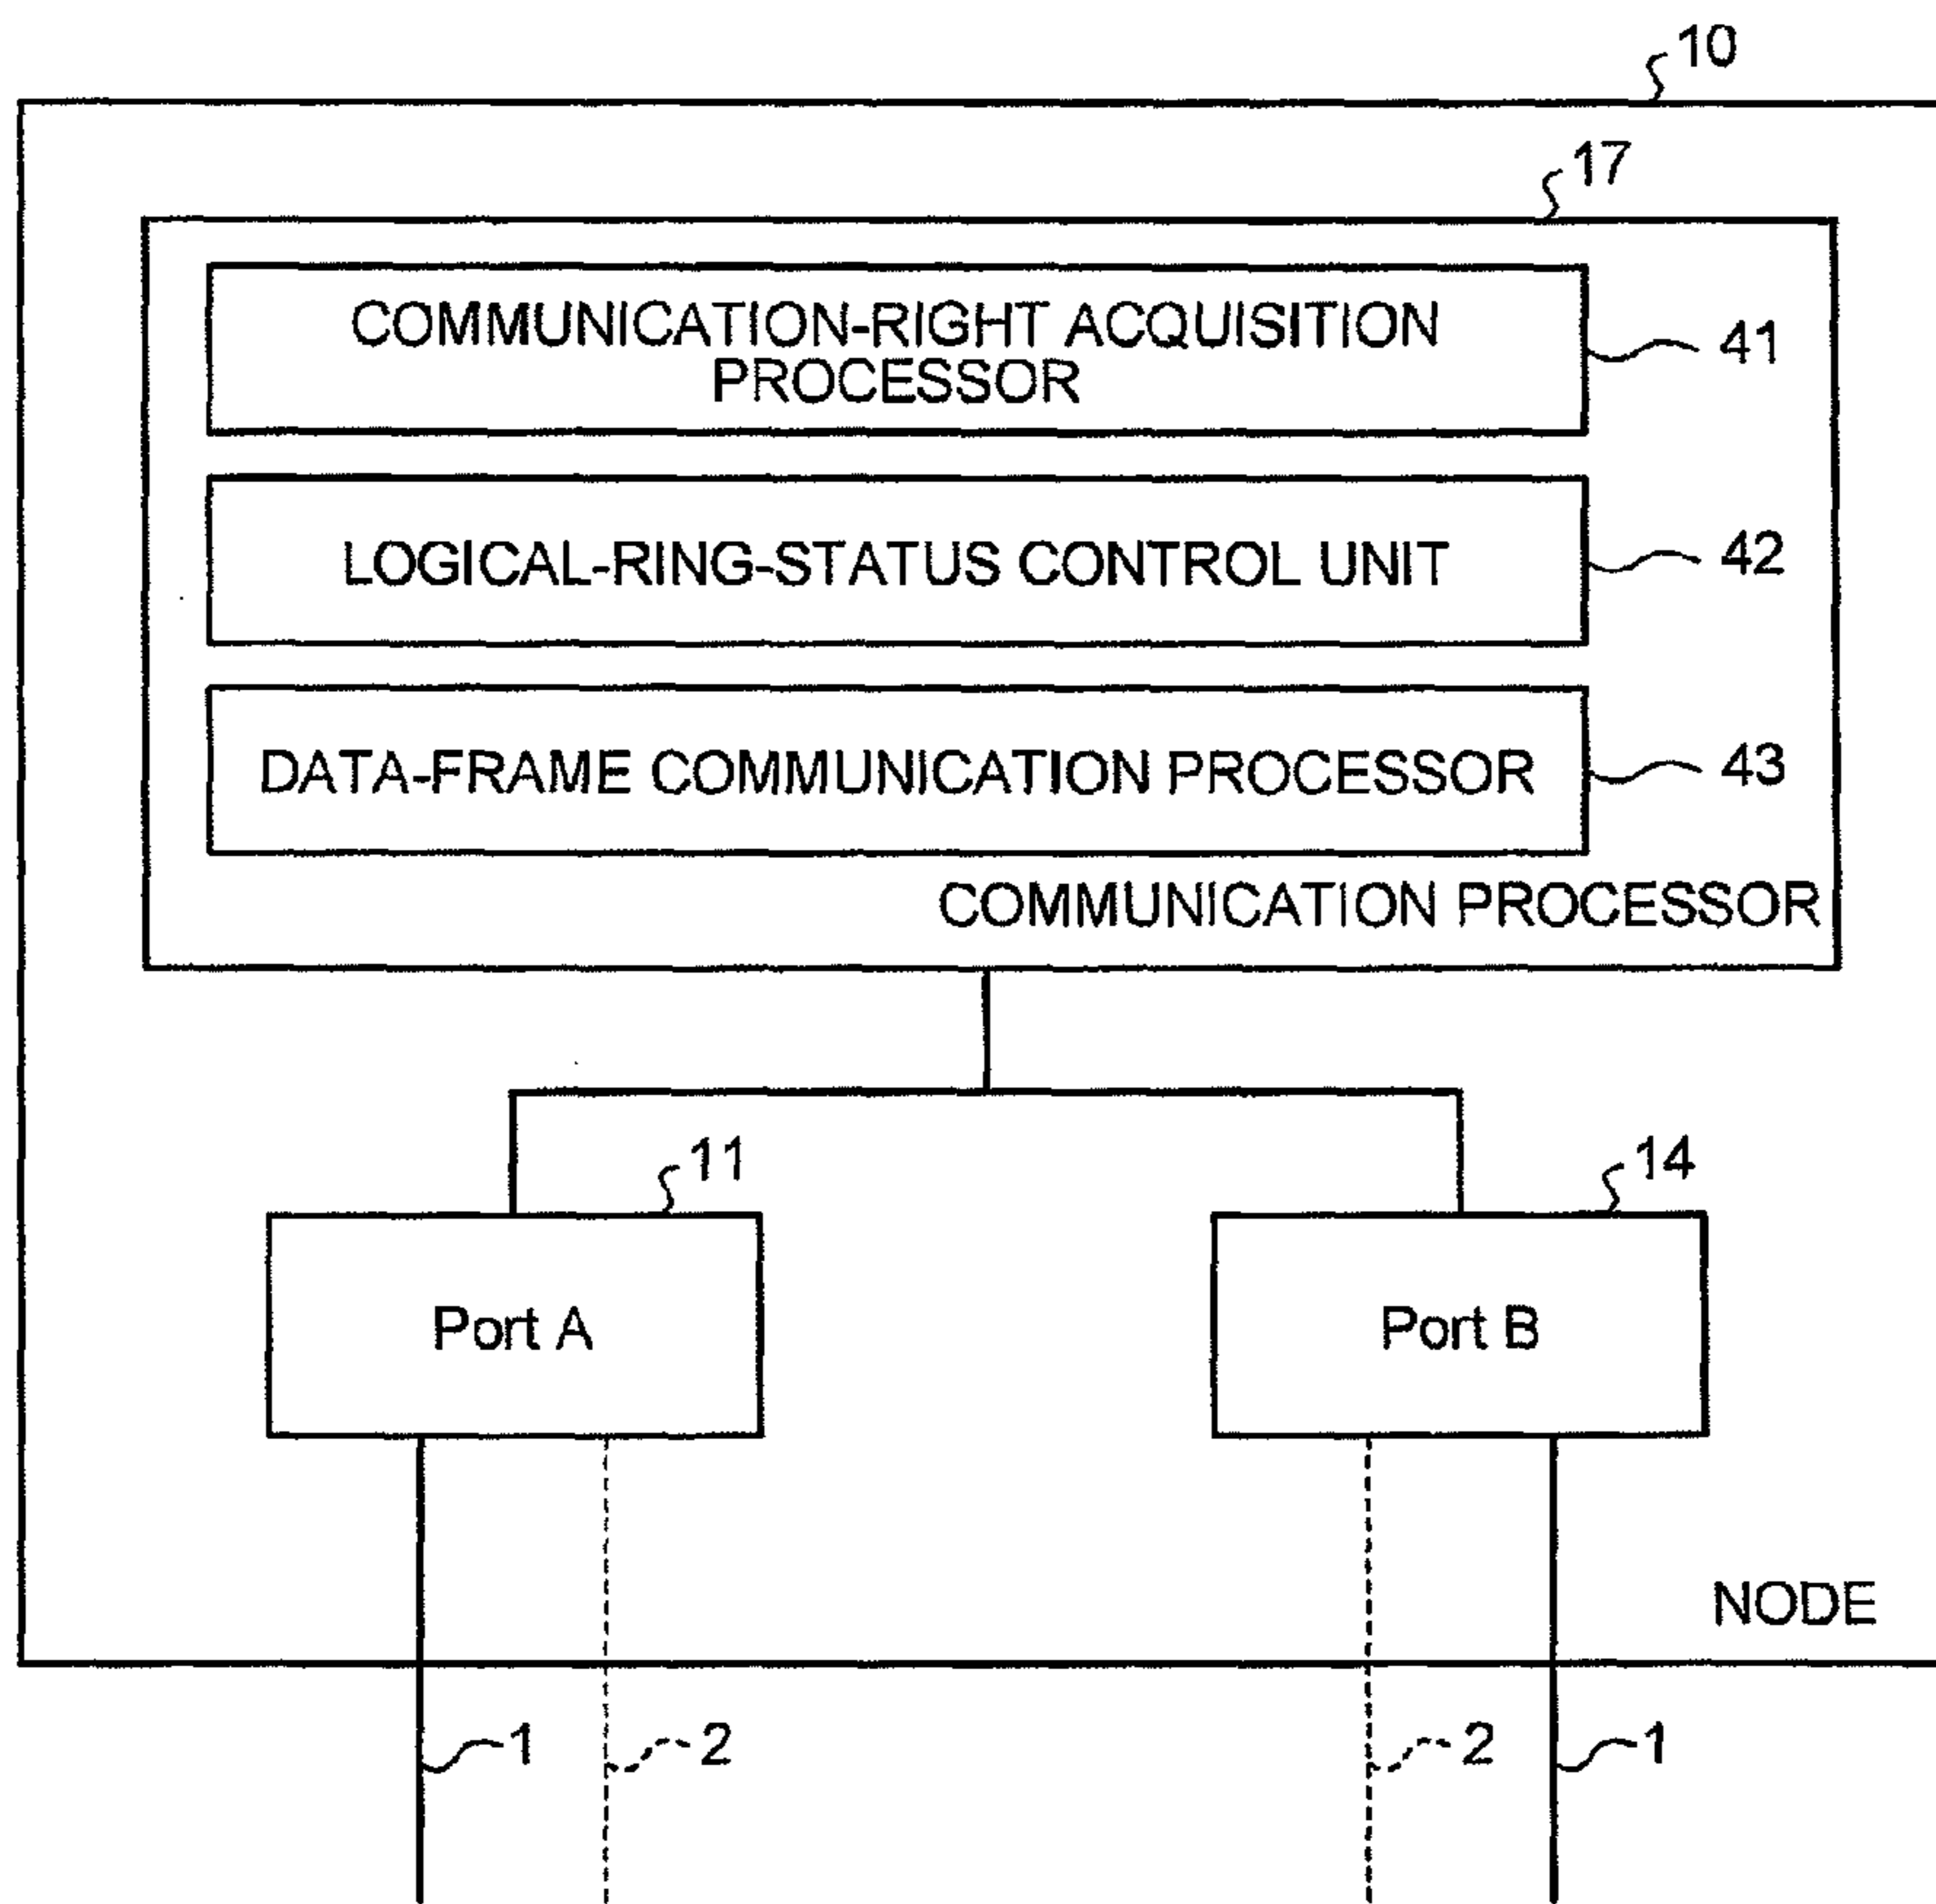 10
17
COMMUNICATION-RIGHT ACQUISITION
PROCESSOR
41
LOGICAL-RING-STATUS CONTROL UNIT
42
DATA-FRAME COMMUNICATION PROCESSOR
43
COMMUNICATION PROCESSOR
11
14
Port A
Port B
NODE
1
2
2
1